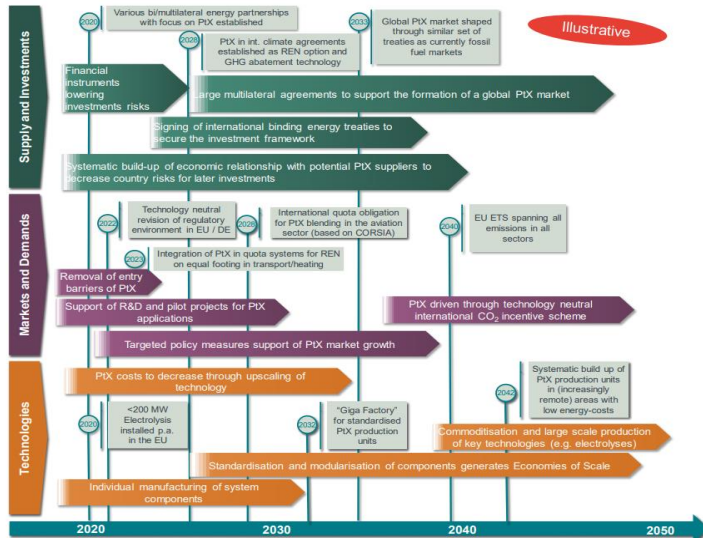 Illustrative
Supply and Investments
2020
Various bi/multilateral energy partnerships
with focus on PtX established
2028
PtX in int. climate agreements
established as REN option and
GHG abatement technology
2033
Global PtX market shaped
through similar set of
treaties as currently fossil
fuel markets
Financial
instruments
lowering
investments risks
Large multilateral agreements to support the formation of a global PtX market
Signing of international binding energy treaties to
secure the investment framework
Systematic build-up of economic relationship with potential PtX suppliers to
decrease country risks for later investments
Markets and Demands
2022
Technology neutral
revision of regulatory
environment in EU / DE
2028
International quota obligation
for PtX blending in the aviation
sector (based on CORSIA)
2040
EU ETS spanning all
emissions in all
sectors
2023
Integration of PtX in quota systems for REN
on equal footing in transport/heating
Removal of entry
barriers of PtX
Support of R&D and pilot projects for PtX
applications
PtX driven through technology neutral
international CO2 incentive scheme
Targeted policy measures support of PtX market growth
Technologies
PtX costs to decrease through upscaling of
technology
2020
<200 MW
Electrolysis
installed p.a.
in the EU
2032
"Giga Factory"
for standardised
PtX production
units
2042
Systematic build up of
PtX production units
in (increasingly
remote) areas with
low energy-costs
Commoditisation and large scale production
of key technologies (e.g. electrolyses)
Standardisation and modularisation of components generates Economies of Scale
Individual manufacturing of system
components
2020
2030
2040
2050